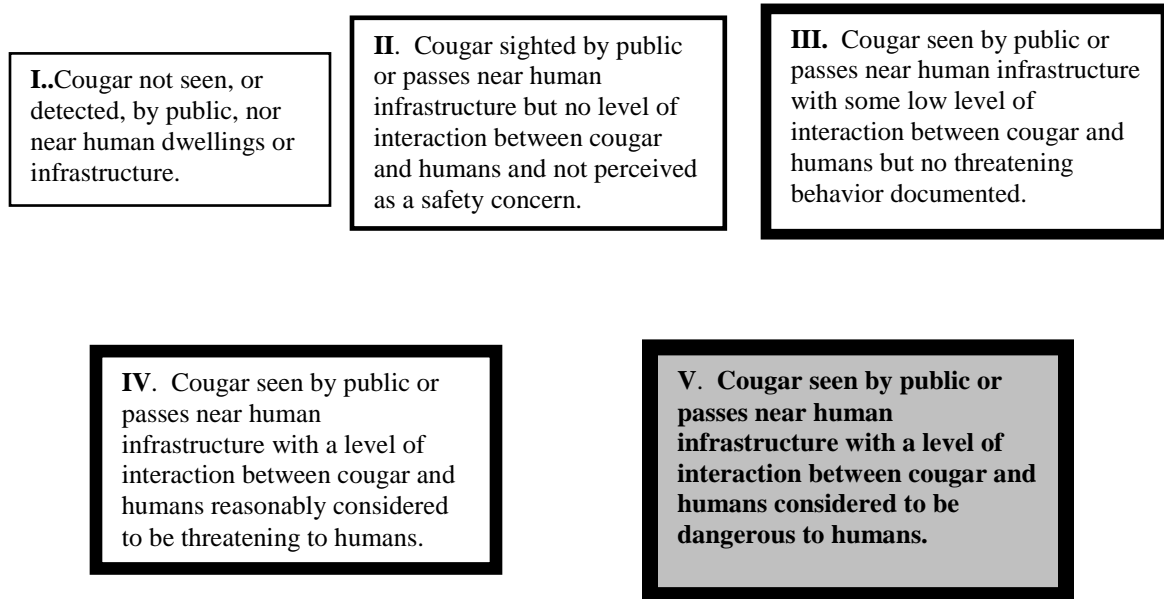 I..Cougar not seen, or
detected, by public, nor
near human dwellings or
infrastructure.
II.  Cougar sighted by public
or passes near human
infrastructure but no level of
interaction between cougar
and humans and not perceived
as a safety concern.
III.  Cougar seen by public or
passes near human infrastructure
with some low level of
interaction between cougar and
humans but no threatening
behavior documented.
IV.  Cougar seen by public or
passes near human
infrastructure with a level of
interaction between cougar and
humans reasonably considered
to be threatening to humans.
V.  Cougar seen by public or
passes near human
infrastructure with a level of
interaction between cougar and
humans considered to be
dangerous to humans.